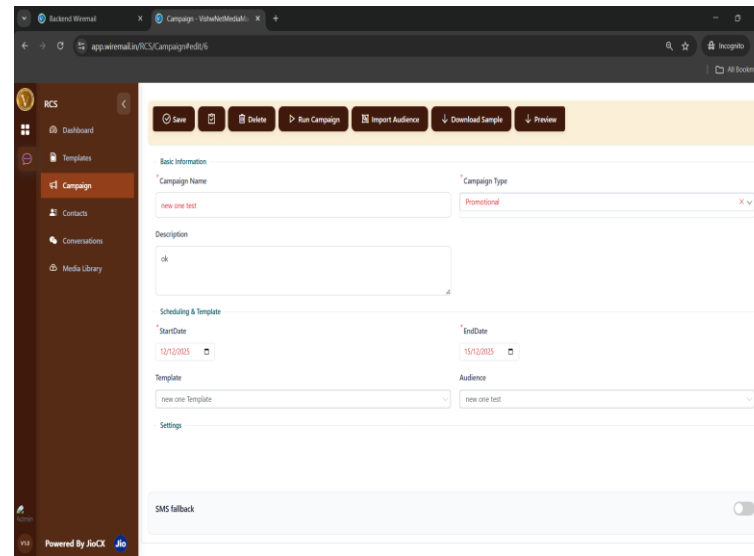 Backend Wiremail
Campaign - VishwNetMediaM
app.wiremail.in/RCS/Campaign#edit/6
Incognito
All Bookm
RCS
Dashboard
Templates
Campaign
Contacts
Conversations
Media Library
Admin
V1.0
Powered By JioCX
Jio
Save
Delete
Run Campaign
Import Audience
Download Sample
Preview
Basic Information
*Campaign Name
new one test
*Campaign Type
Promotional
Description
ok
Scheduling & Template
*StartDate
12/12/2025
*EndDate
15/12/2025
Template
new one Template
Audience
new one test
Settings
SMS fallback